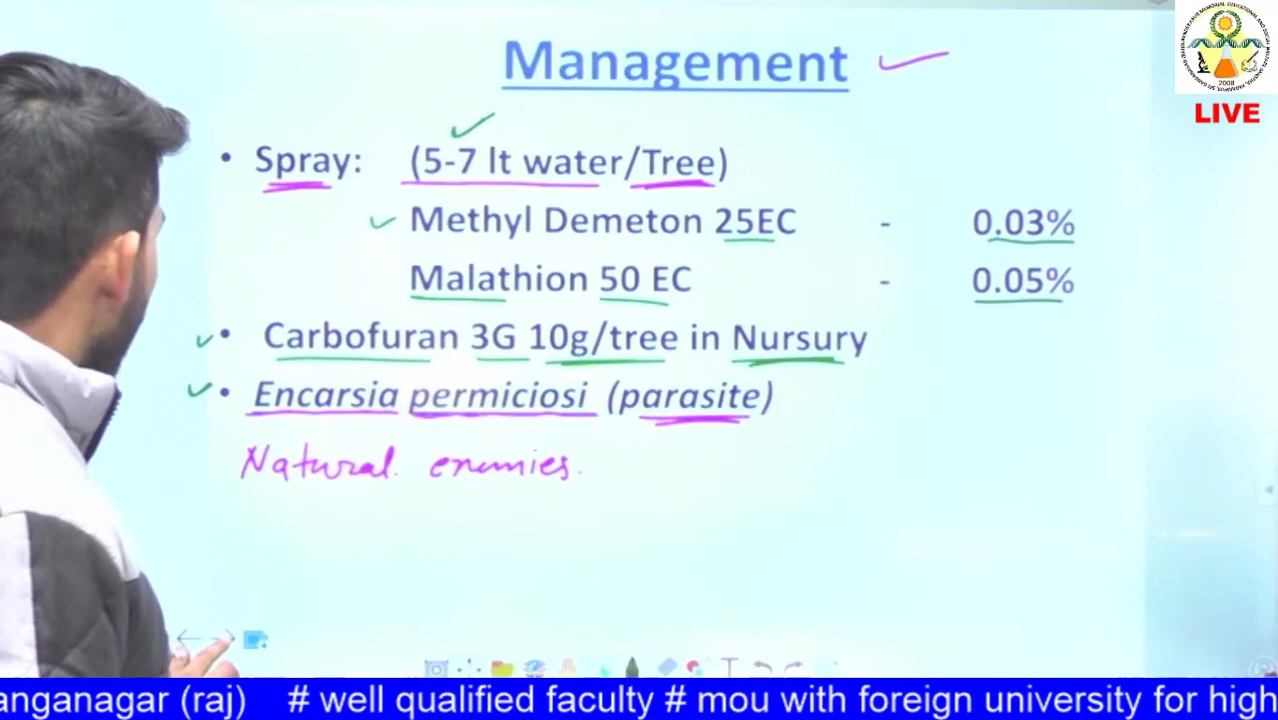 Management
LIVE
2008
• Spray: (5-7 lt water/Tree)
Methyl Demeton 25EC - 0.03%
Malathion 50 EC - 0.05%
• Carbofuran 3G 10g/tree in Nursury
• Encarsia permiciosi (parasite)
Natural enemies.
anganagar (raj) # well qualified faculty # mou with foreign university for high